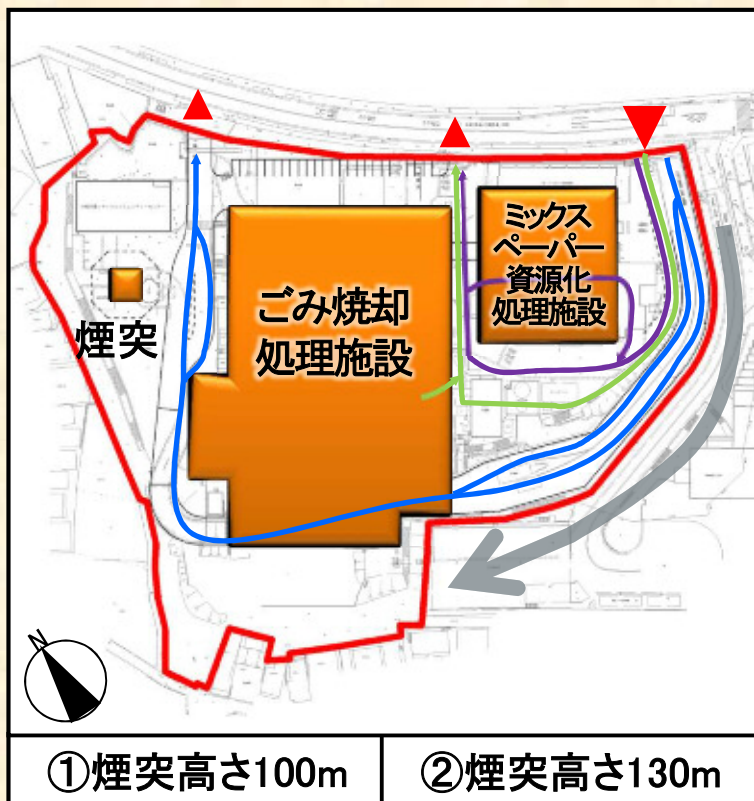 ミックス
ペーパー
資源化
処理施設
ごみ焼却
処理施設
煙突
N
①煙突高さ100m
②煙突高さ130m